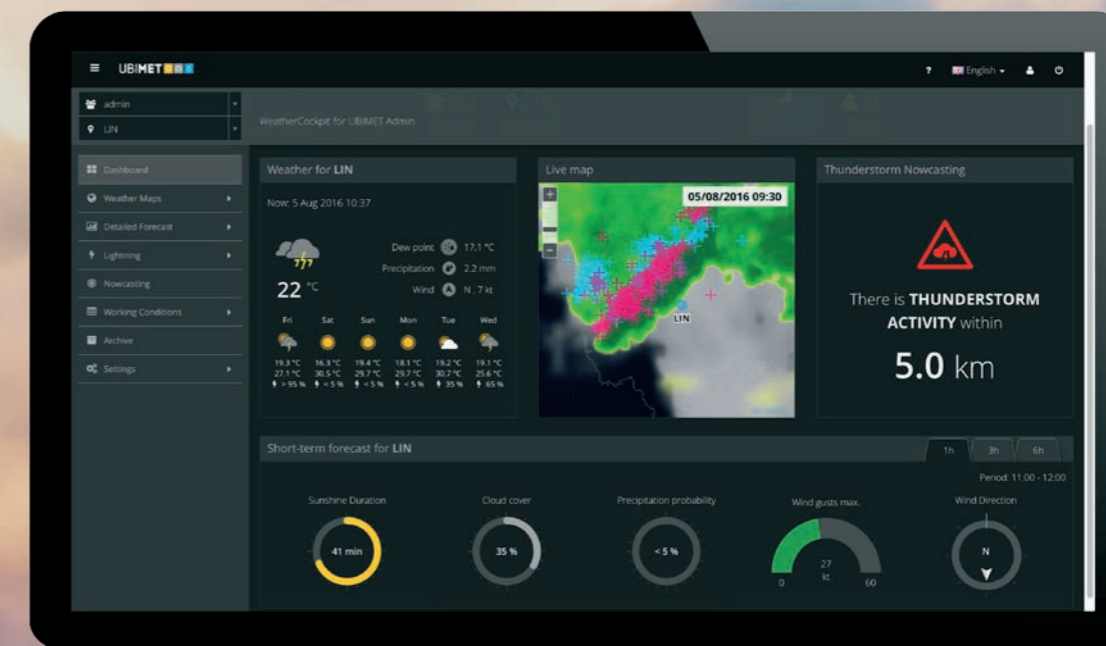 UBIMET
? English
admin
LIN
WeatherCockpit for UBIMET Admin
Dashboard
Weather Maps
Detailed Forecast
Lightning
Nowcasting
Working Conditions
Archive
Settings
Weather for LIN
Now: 5 Aug 2016 10:37
22 °C
Dew point 17.1 °C
Precipitation 2.2 mm
Wind N , 7 kt
Fri Sat Sun Mon Tue Wed
19.3 °C 16.3 °C 19.4 °C 18.1 °C 19.2 °C 19.1 °C
27.1 °C 30.5 °C 29.7 °C 29.7 °C 30.7 °C 25.6 °C
> 95 % < 5 % < 5 % < 5 % 35 % 65 %
Live map
+
05/08/2016 09:30
−
LIN
Thunderstorm Nowcasting
There is THUNDERSTORM
ACTIVITY within
5.0 km
Short-term forecast for LIN
1h 3h 6h
Period: 11:00 - 12:00
Sunshine Duration
41 min
Cloud cover
35 %
Precipitation probability
< 5 %
Wind gusts max.
27
kt
0 60
Wind Direction
N